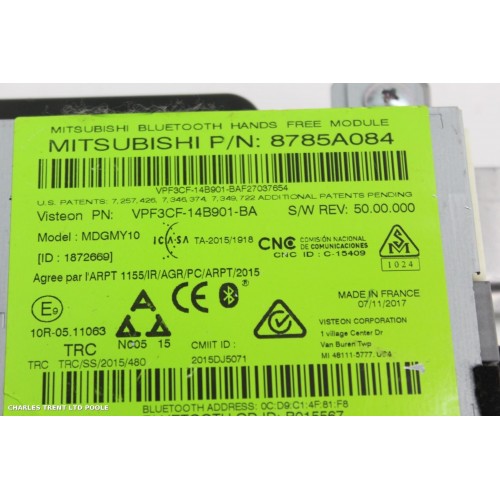 MITSUBISHI BLUETOOTH HANDS FREE MODULE
MITSUBISHI P/N: 8785A084
VPF3CF-14B901-BAF27037654
U.S. PATENTS: 7,257,426, 7,346,374, 7,349,722 ADDITIONAL PATENTS PENDING
Visteon PN: VPF3CF-14B901-BA S/W REV: 50.00.000
Model : MDGMY10
[ID : 1872669]
ICASA TA-2015/1918
CNC COMISIÓN NACIONAL DE COMUNICACIONES
CNC ID : C-15409
S
1024
Agree par l'ARPT 1155/IR/AGR/PC/ARPT/2015
E9
CE
MADE IN FRANCE
07/11/2017
10R-05.11063
NC05 15
CMIIT ID :
2015DJ5071
VISTEON CORPORATION
1 village Center Dr
Van Buren Twp
MI 48111-5777. USA
TRC
TRC TRC/SS/2015/480
BLUETOOTH ADDRESS: 0C:D9:C1:4F:81:F8
B015567
CHARLES TRENT LTD POOLE